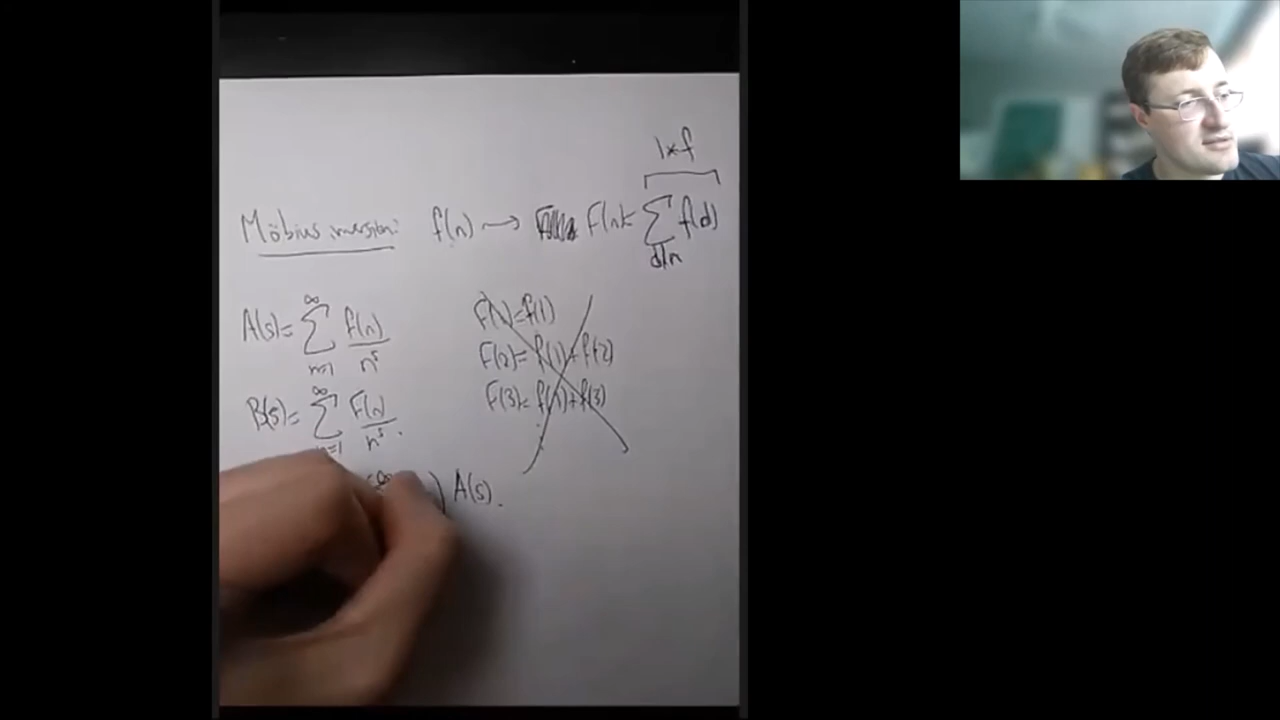 1*f
Möbius inversion: f(n) → F(n)= ∑ f(d)
d|n
A(s)= ∞ ∑ n=1 f(n)/n^s
F(1)=f(1)
F(2)=f(1)+f(2)
F(3)=f(1)+f(3)
B(s)= ∞ ∑ n=1 F(n)/n^s.
) A(s).